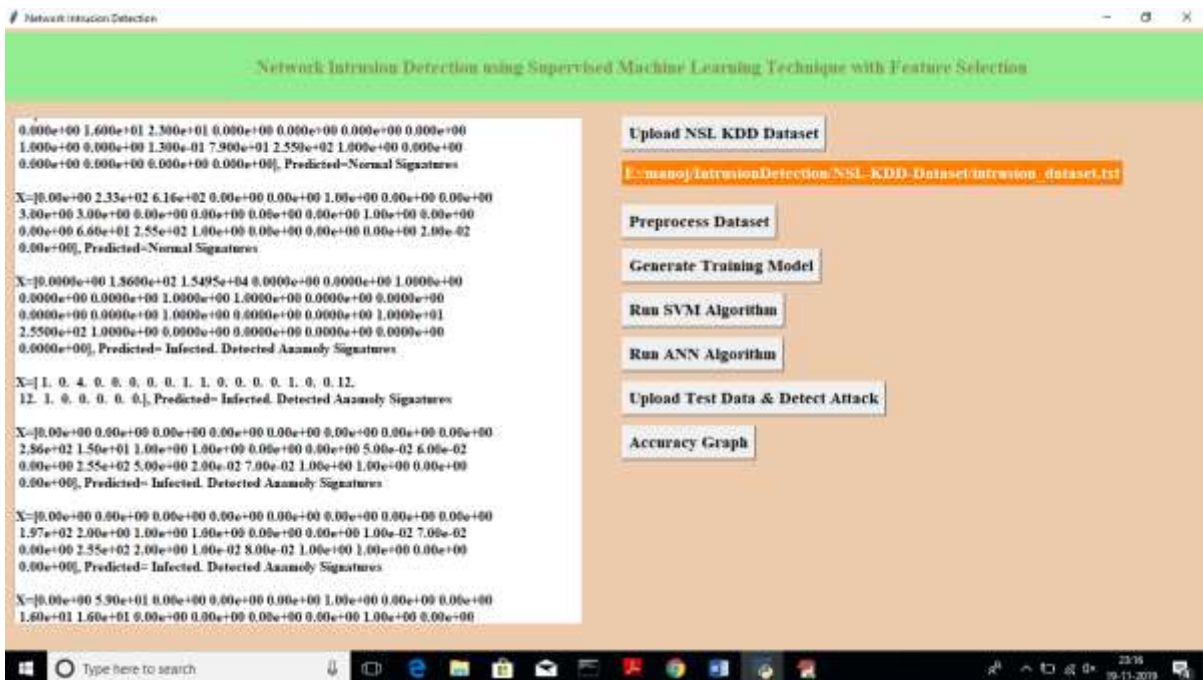 Network Intrusion Detection
Network Intrusion Detection using Supervised Machine Learning Technique with Feature Selection
0.000e+00 1.600e+01 2.300e+01 0.000e+00 0.000e+00 0.000e+00 0.000e+00
1.000e+00 0.000e+00 1.300e-01 7.900e+01 2.550e+02 1.000e+00 0.000e+00
0.000e+00 0.000e+00 0.000e+00 0.000e+00], Predicted=Normal Signatures
X=[0.00e+00 2.33e+02 6.16e+02 0.00e+00 0.00e+00 1.00e+00 0.00e+00 0.00e+00
3.00e+00 3.00e+00 0.00e+00 0.00e+00 0.00e+00 0.00e+00 1.00e+00 0.00e+00
0.00e+00 6.60e+01 2.55e+02 1.00e+00 0.00e+00 0.00e+00 0.00e+00 2.00e-02
0.00e+00], Predicted=Normal Signatures
X=[0.0000e+00 1.8600e+02 1.5495e+04 0.0000e+00 0.0000e+00 1.0000e+00
0.0000e+00 0.0000e+00 1.0000e+00 1.0000e+00 0.0000e+00 0.0000e+00
0.0000e+00 0.0000e+00 1.0000e+00 0.0000e+00 0.0000e+00 1.0000e+01
2.5500e+02 1.0000e+00 0.0000e+00 0.0000e+00 0.0000e+00 0.0000e+00
0.0000e+00], Predicted= Infected. Detected Anamoly Signatures
X=[ 1. 0. 4. 0. 0. 0. 0. 0. 1. 1. 0. 0. 0. 0. 1. 0. 0. 12.
12. 1. 0. 0. 0. 0. 0.], Predicted= Infected. Detected Anamoly Signatures
X=[0.00e+00 0.00e+00 0.00e+00 0.00e+00 0.00e+00 0.00e+00 0.00e+00 0.00e+00
2.86e+02 1.50e+01 1.00e+00 1.00e+00 0.00e+00 0.00e+00 5.00e-02 6.00e-02
0.00e+00 2.55e+02 5.00e+00 2.00e-02 7.00e-02 1.00e+00 1.00e+00 0.00e+00
0.00e+00], Predicted= Infected. Detected Anamoly Signatures
X=[0.00e+00 0.00e+00 0.00e+00 0.00e+00 0.00e+00 0.00e+00 0.00e+00 0.00e+00
1.97e+02 2.00e+00 1.00e+00 1.00e+00 0.00e+00 0.00e+00 1.00e-02 7.00e-02
0.00e+00 2.55e+02 2.00e+00 1.00e-02 8.00e-02 1.00e+00 1.00e+00 0.00e+00
0.00e+00], Predicted= Infected. Detected Anamoly Signatures
X=[0.00e+00 5.90e+01 0.00e+00 0.00e+00 0.00e+00 1.00e+00 0.00e+00 0.00e+00
1.60e+01 1.60e+01 0.00e+00 0.00e+00 0.00e+00 0.00e+00 1.00e+00 0.00e+00
Upload NSL KDD Dataset
E:/manoj/IntrusionDetection/NSL-KDD-Dataset/intrusion_dataset.txt
Preprocess Dataset
Generate Training Model
Run SVM Algorithm
Run ANN Algorithm
Upload Test Data & Detect Attack
Accuracy Graph
Type here to search
23:16
19-11-2019